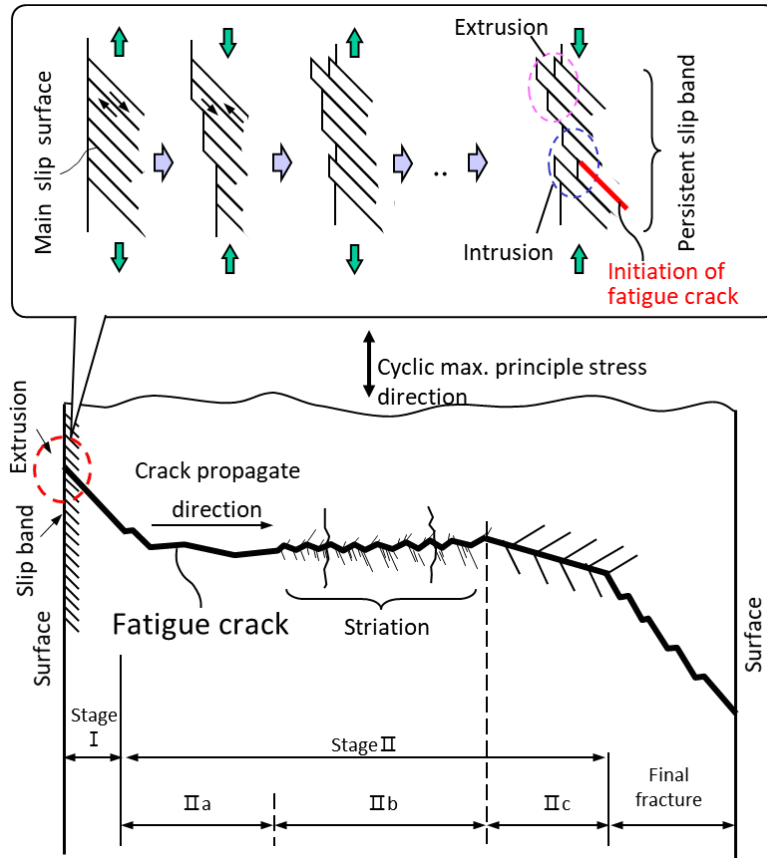 Extrusion
Main slip surface
Persistent slip band
..
Intrusion
Initiation of
fatigue crack
Cyclic max. principle stress
direction
Extrusion
Crack propagate
direction
Slip band
Fatigue crack
Striation
Surface
Surface
Stage
Ⅰ
StageⅡ
Final
fracture
Ⅱa
Ⅱb
Ⅱc